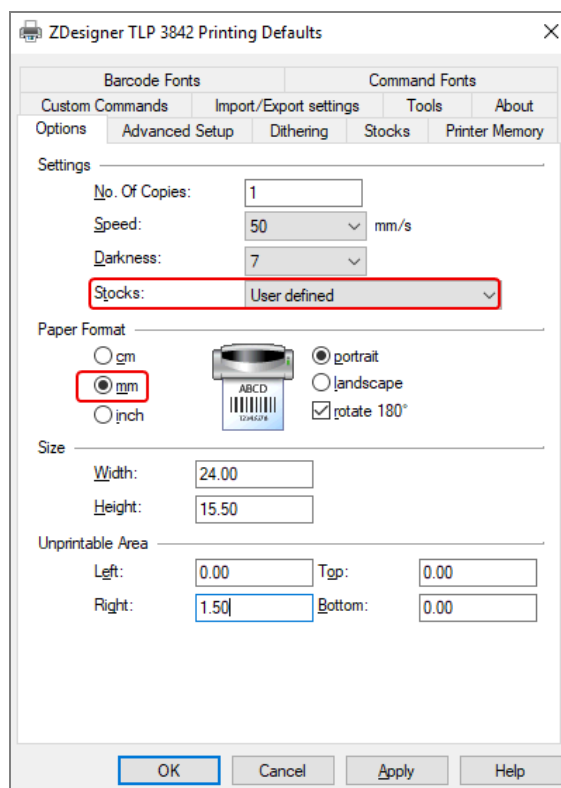 ZDesigner TLP 3842 Printing Defaults
Barcode Fonts Command Fonts
Custom Commands Import/Export settings Tools About
Options Advanced Setup Dithering Stocks Printer Memory
Settings
No. Of Copies: 1
Speed: 50 mm/s
Darkness: 7
Stocks: User defined
Paper Format
cm
mm
inch
ABCD
12345678
portrait
landscape
rotate 180°
Size
Width: 24.00
Height: 15.50
Unprintable Area
Left: 0.00 Top: 0.00
Right: 1.50 Bottom: 0.00
OK Cancel Apply Help